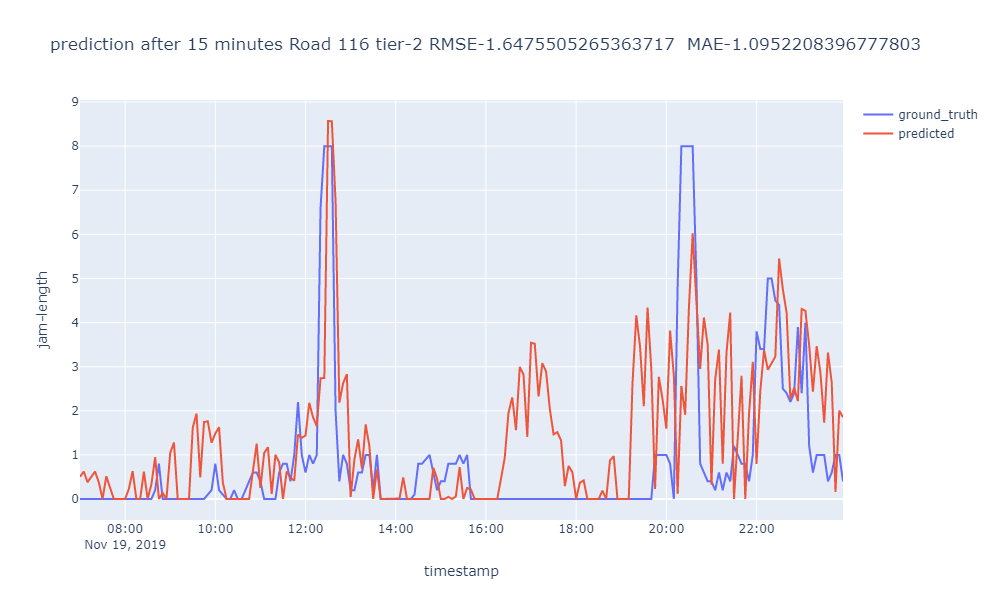 prediction after 15 minutes Road 116 tier-2 RMSE-1.6475505265363717  MAE-1.0952208396777803
ground_truth
predicted
jam-length
9
8
7
6
5
4
3
2
1
0
08:00 10:00 12:00 14:00 16:00 18:00 20:00 22:00
Nov 19, 2019
timestamp